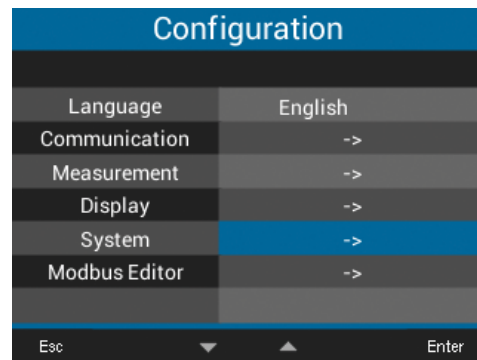 Configuration
Language English
Communication ->
Measurement ->
Display ->
System ->
Modbus Editor ->
Esc Enter